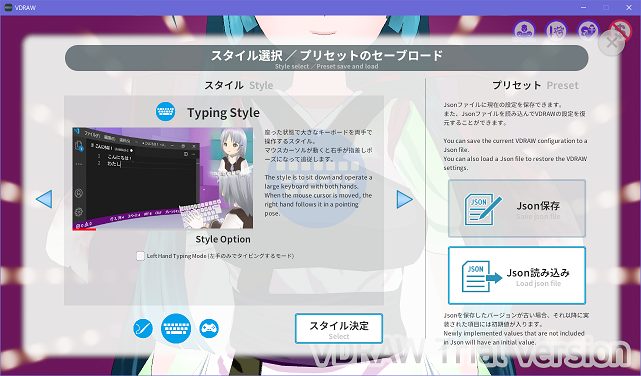 VDRAW
スタイル選択 ／ プリセットのセーブロード
Style select ／ Preset save and load
スタイル Style
Typing Style
こんにちは!
わたし
座った状態で大きなキーボードを両手で
操作するスタイル。
マウスカーソルが動くと右手が指差しポ
ーズになって追従します。
The style is to sit down and operate a
large keyboard with both hands.
When the mouse cursor is moved, the
right hand follows it in a pointing
pose.
Style Option
Left Hand Typing Mode (左手のみでタイピングするモード)
スタイル決定
Select
プリセット Preset
Jsonファイルに現在の設定を保存できます。
また、Jsonファイルを読み込んでVDRAWの設定を復
元することができます。
You can save the current VDRAW configuration to a
Json file.
You can also load a Json file to restore the VDRAW
settings.
JSON
Json保存
Save json file
JSON
Json読み込み
Load json file
Jsonを保存したバージョンが古い場合、それ以降に実
装された項目には初期値が入ります。
Newly implemented values that are not included
in Json will have an initial value.
VDRAW Trial version